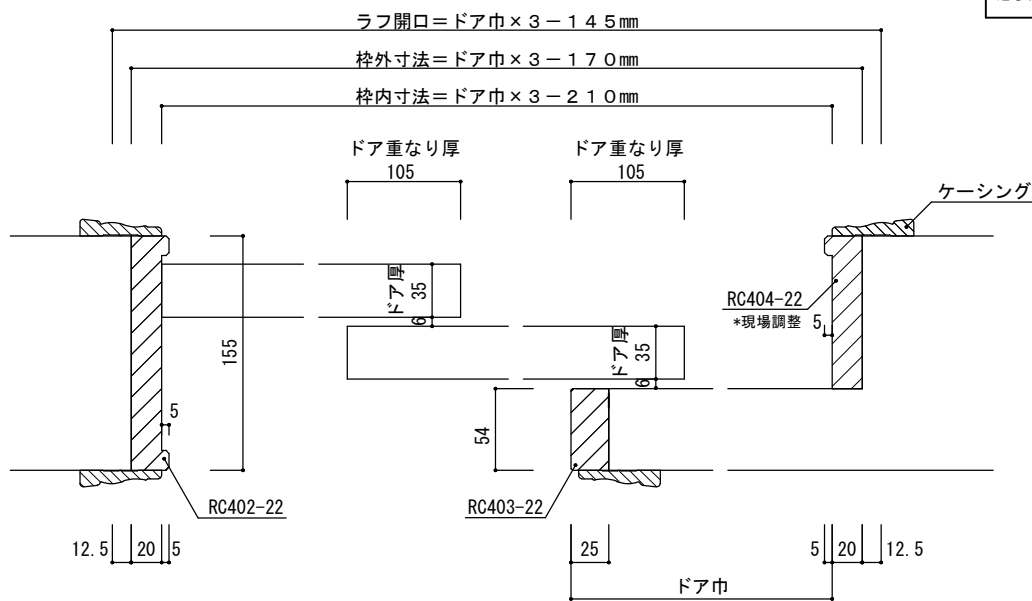 ラフ開口＝ドア巾×３－１４５㎜
枠外寸法＝ドア巾×３－１７０㎜
枠内寸法＝ドア巾×３－２１０㎜
ドア重なり厚
105
ドア重なり厚
105
ケーシング
ドア厚
35
6
RC404-22
*現場調整
5
155
ドア厚
35
6
5
54
RC402-22
RC403-22
12.5
20
5
25
5
20
12.5
ドア巾